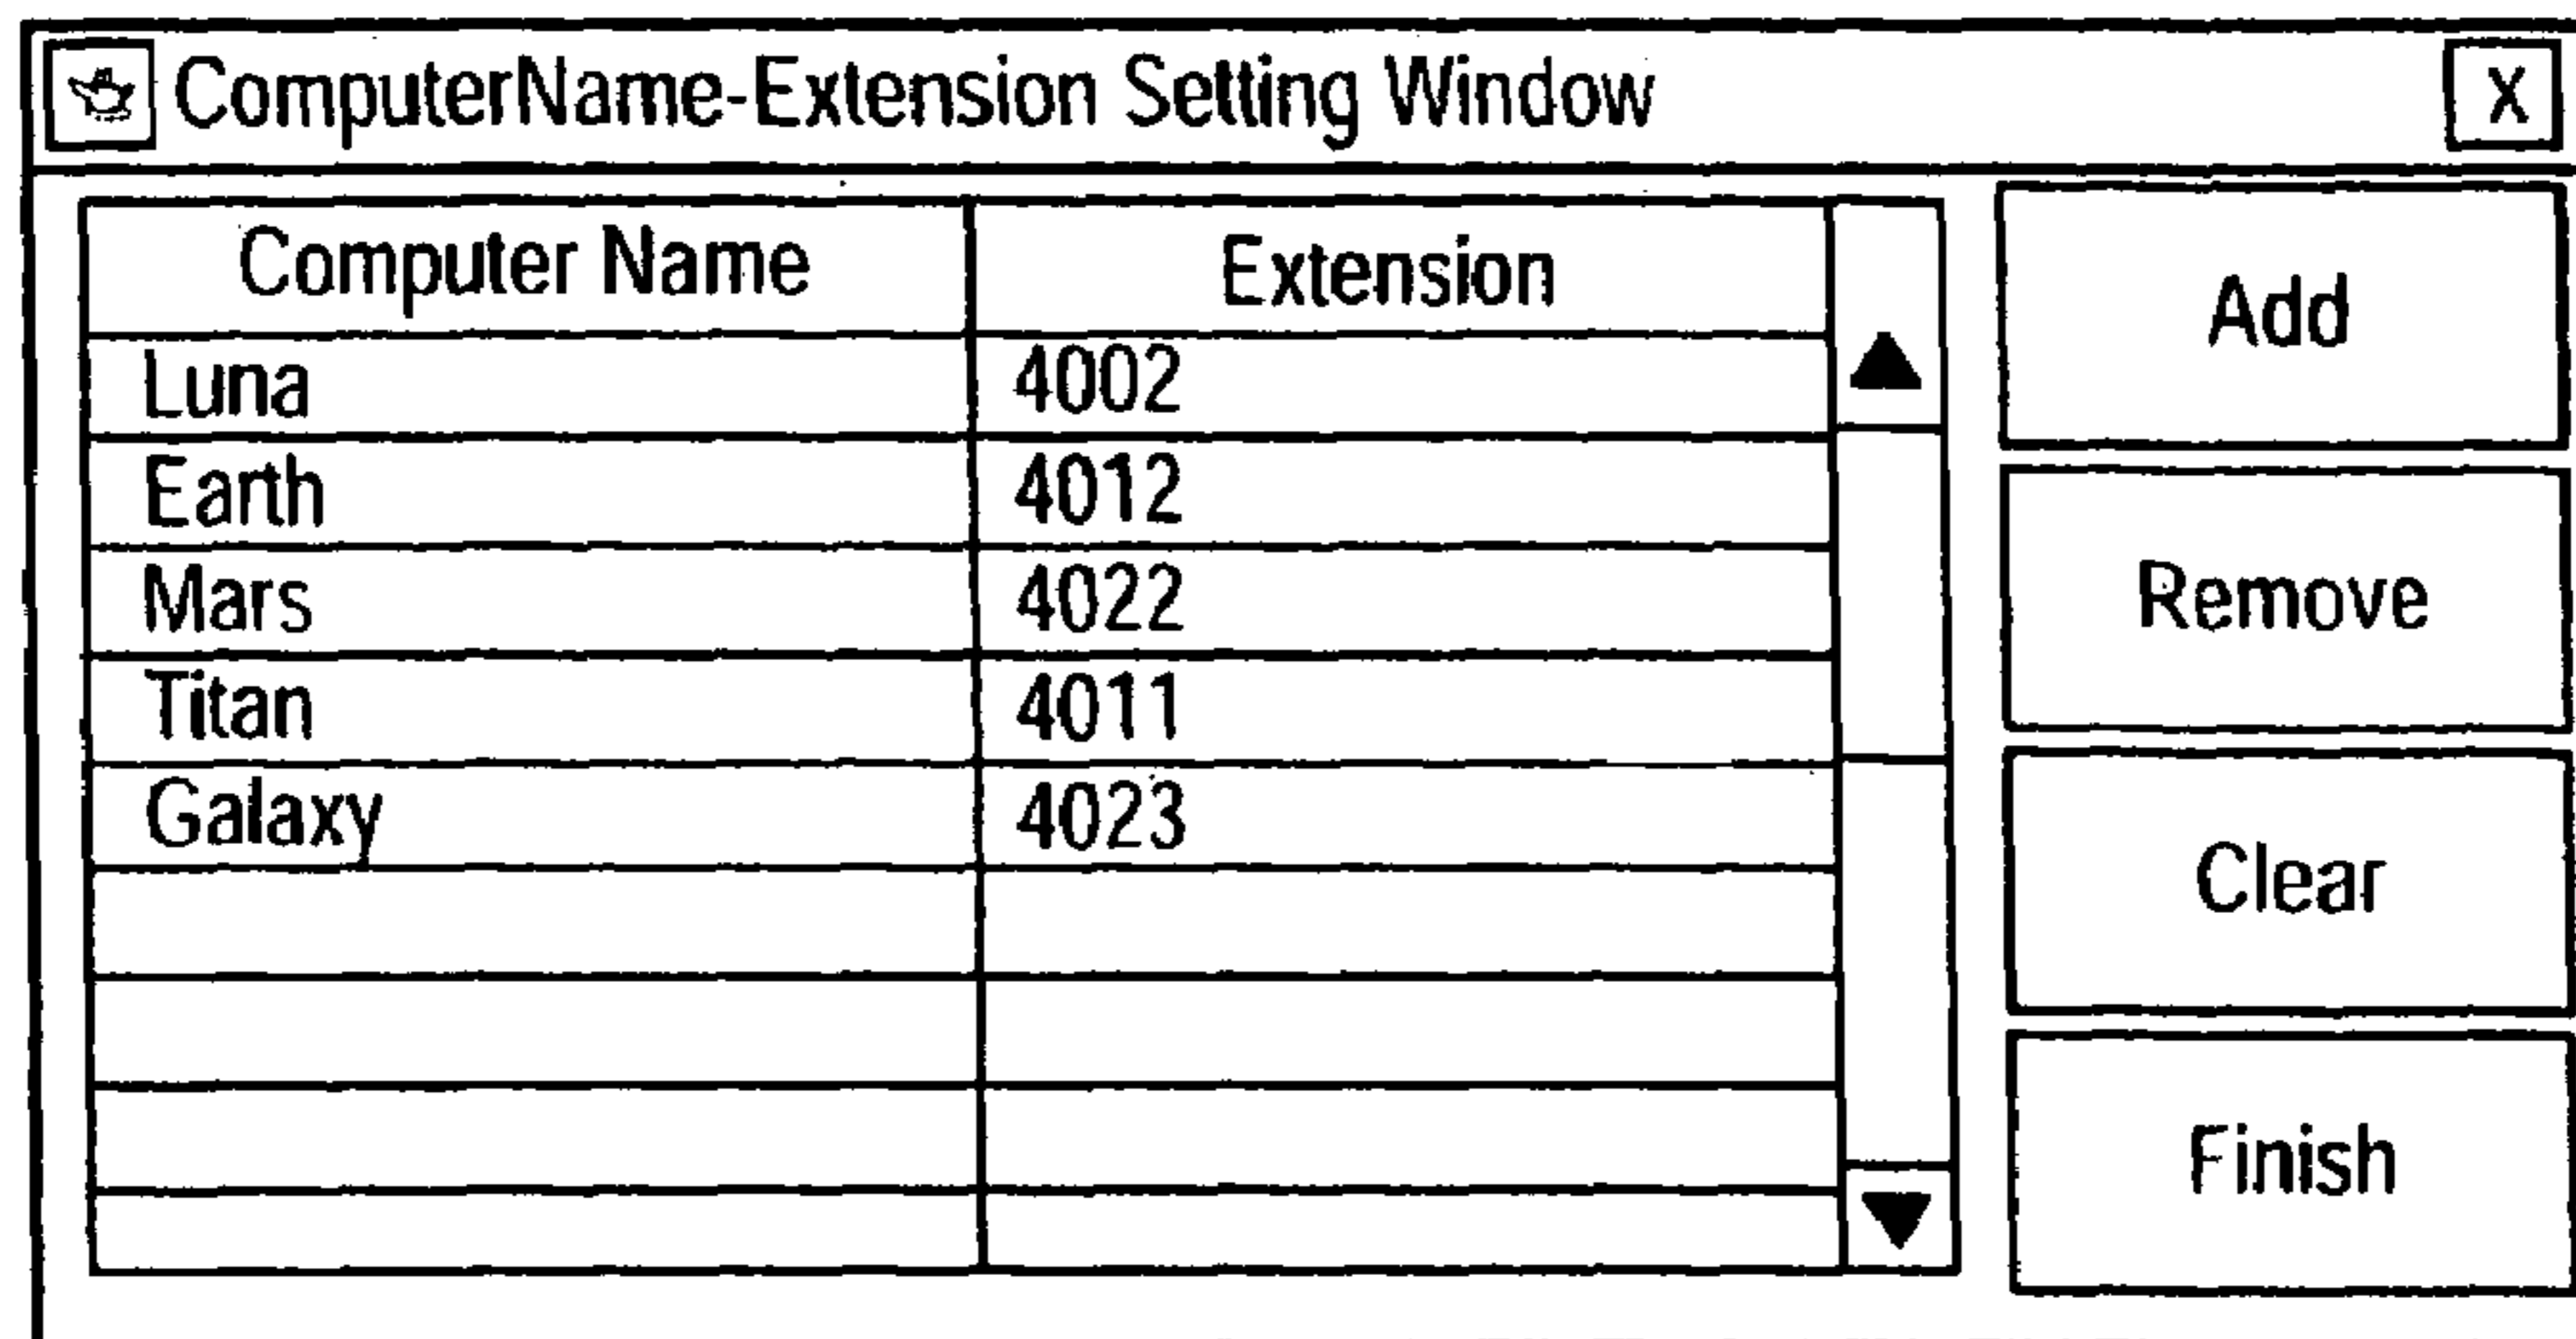 ComputerName-Extension Setting Window X
Computer Name Extension
Luna 4002
Earth 4012
Mars 4022
Titan 4011
Galaxy 4023
Add
Remove
Clear
Finish